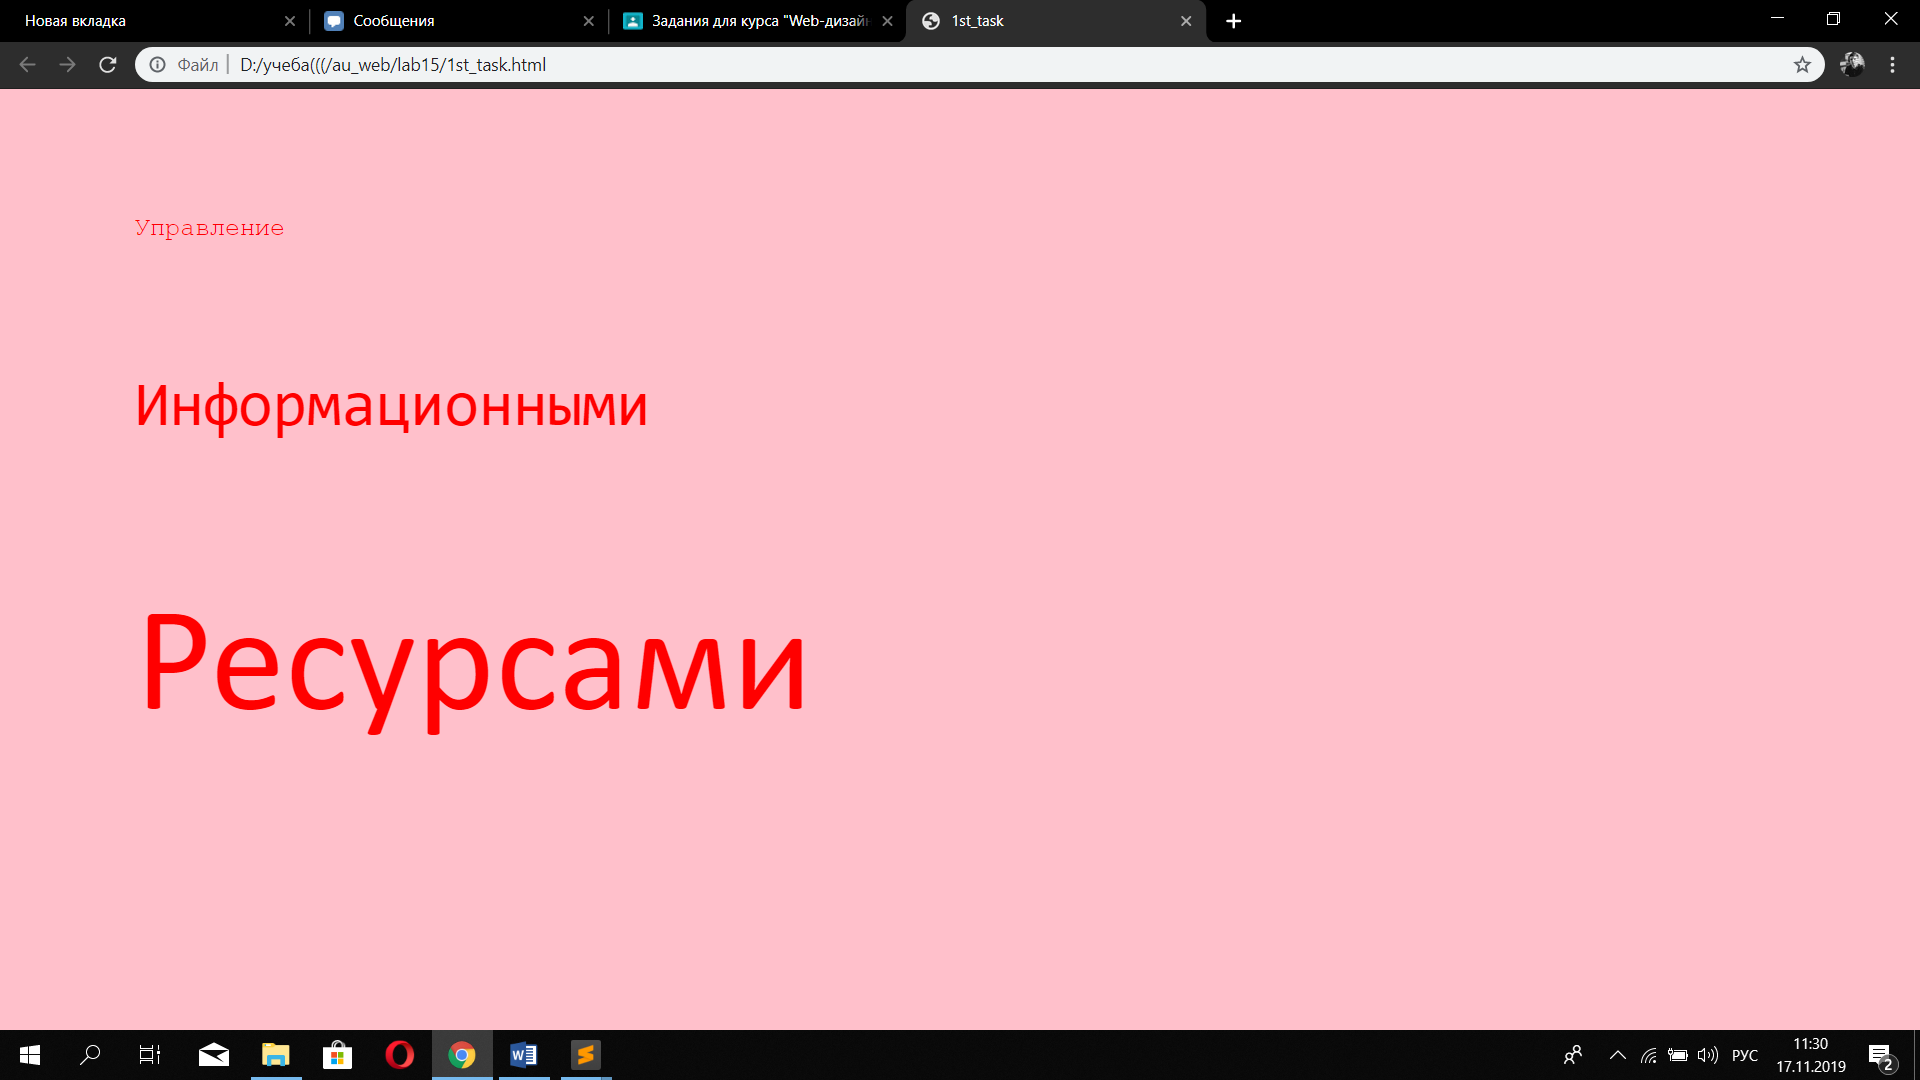 Новая вкладка
Сообщения
Задания для курса "Web-дизайн
1st_task
Файл
D:/учеба(((/au_web/lab15/1st_task.html
Управление
Информационными
Ресурсами
РУС
11:30
17.11.2019
2